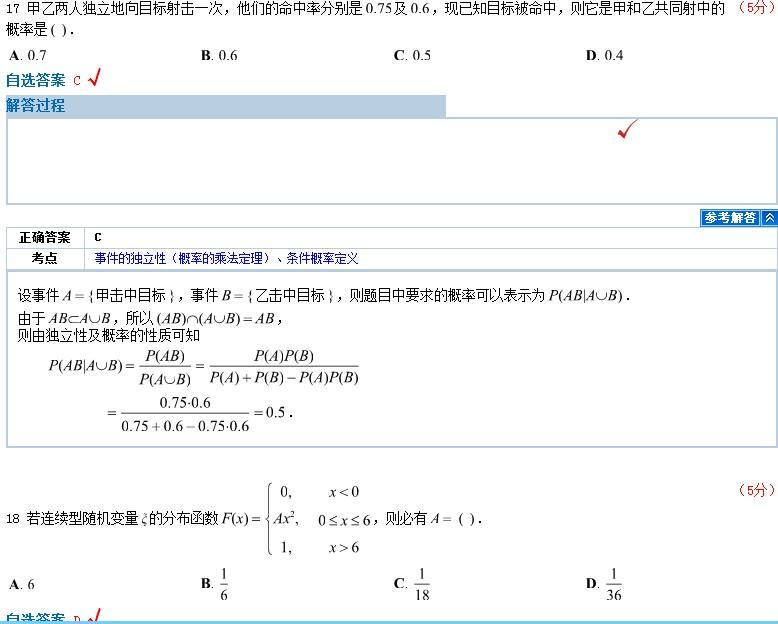 17 甲乙两人独立地向目标射击一次，他们的命中率分别是 0.75及 0.6，现已知目标被命中，则它是甲和乙共同射中的 （5分）
概率是 ( )．
A. 0.7 B. 0.6 C. 0.5 D. 0.4
自选答案 C √
解答过程
√
参考解答
正确答案 C
考点 事件的独立性（概率的乘法定理）、条件概率定义
设事件 A = { 甲击中目标 }，事件 B = { 乙击中目标 }，则题目中要求的概率可以表示为 P(AB|A∪B)．
由于 AB⊂A∪B，所以 (AB)∩(A∪B) = AB，
则由独立性及概率的性质可知
P(AB|A∪B) = P(AB) / P(A∪B) = P(A)P(B) / P(A) + P(B) − P(A)P(B)
= 0.75·0.6 / 0.75 + 0.6 − 0.75·0.6 = 0.5．
（5分）
18 若连续型随机变量 ξ 的分布函数 F(x) = { 0, x < 0
Ax², 0 ≤ x ≤ 6，则必有 A = ( )．
1, x > 6
A. 6 B. 1/6 C. 1/18 D. 1/36
自选答案 D √